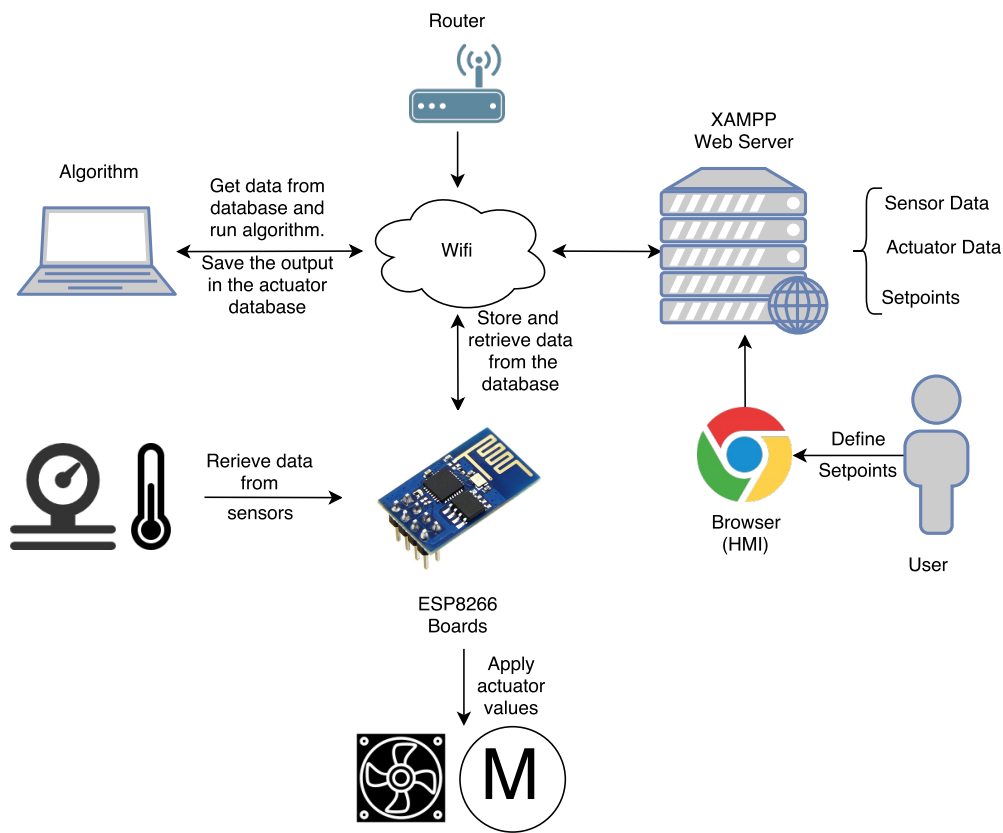 Router
XAMPP
Web Server
Algorithm
Get data from
database and
run algorithm.
Save the output
in the actuator
database
Wifi
Sensor Data
Actuator Data
Setpoints
Store and
retrieve data
from the
database
Rerieve data
from
sensors
Define
Setpoints
Browser
(HMI)
User
ESP8266
Boards
Apply
actuator
values
M